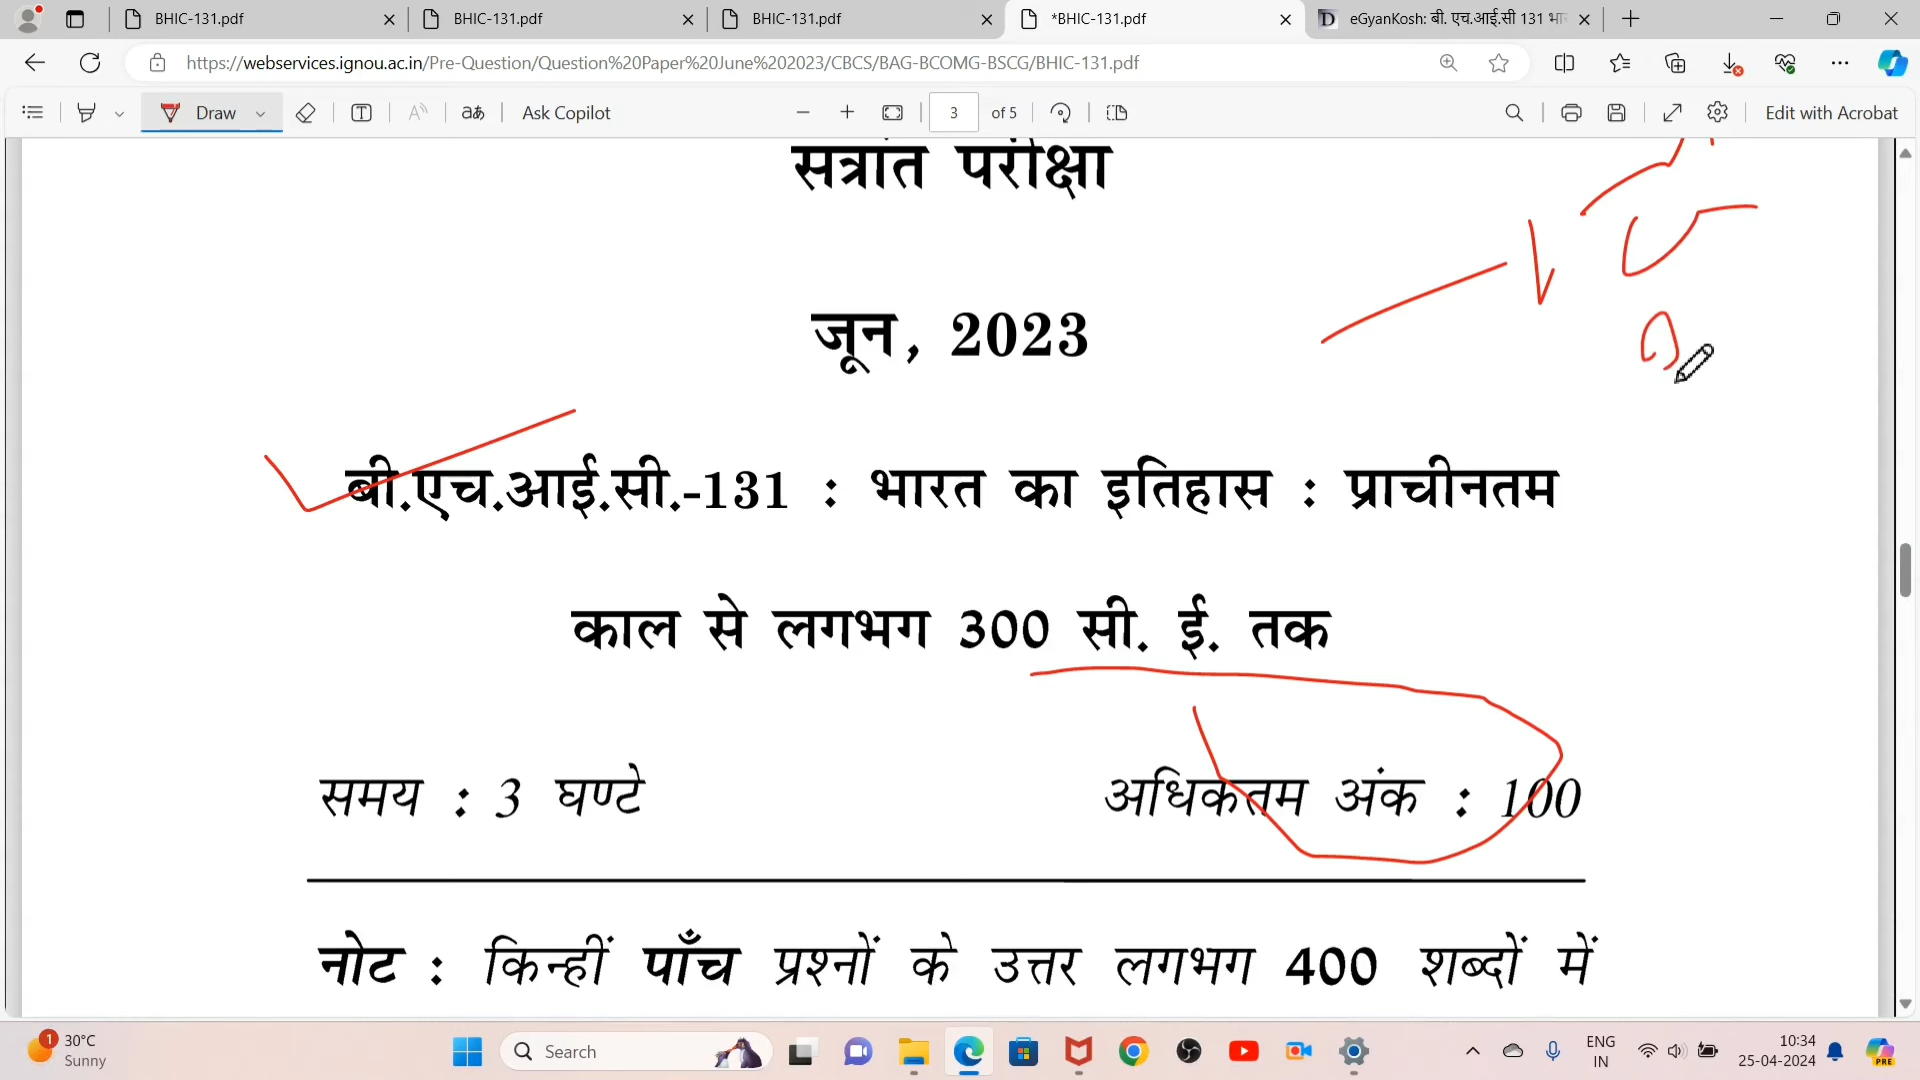 BHIC-131.pdf
BHIC-131.pdf
BHIC-131.pdf
*BHIC-131.pdf
eGyanKosh: बी. एच.आई.सी 131
https://webservices.ignou.ac.in/Pre-Question/Question%20Paper%20June%202023/CBCS/BAG-BCOMG-BSCG/BHIC-131.pdf
Draw
aあ
Ask Copilot
3 of 5
Edit with Acrobat
सत्रांत परीक्षा
जून, 2023
बी.एच.आई.सी.-131 : भारत का इतिहास : प्राचीनतम
काल से लगभग 300 सी. ई. तक
समय : 3 घण्टे
अधिकतम अंक : 100
नोट : किन्हीं पाँच प्रश्नों के उत्तर लगभग 400 शब्दों में
1
30°C
Sunny
Search
ENG
IN
10:34
25-04-2024
PRE